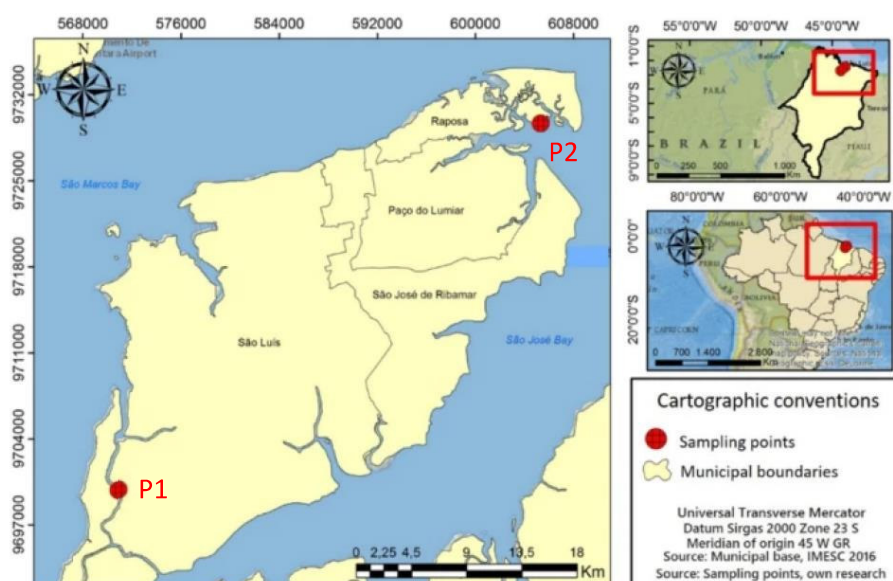 568000 576000 584000 592000 6000000 608000
9732000
9725000
9718000
9711000
9704000
9697000
N
W E
S
São Marcos Bay
Raposa
P2
Paço do Lumiar
São José de Ribamar
São Luís
São José Bay
P1
0 2,25 4,5 9 13,5 18
Km
55°0'0"W 50°0'0"W 45°0'0"W
1°0'0"S
5°0'0"S
9°0'0"S
N
W E
S
PARÁ
BRAZIL
PIAUI
0 250 500 1.000
Km
80°0'0"W 60°0'0"W 40°0'0"W
0°0'0"
20°0'0"S
N
W E
S
COLOMBIA
PERU
BOLIVIA
0 700 1.400 2.800
Km
Cartographic conventions
Sampling points
Municipal boundaries
Universal Transverse Mercator
Datum Sirgas 2000 Zone 23 S
Meridian of origin 45 W GR
Source: Municipal base, IMESC 2016
Source: Sampling points, own research